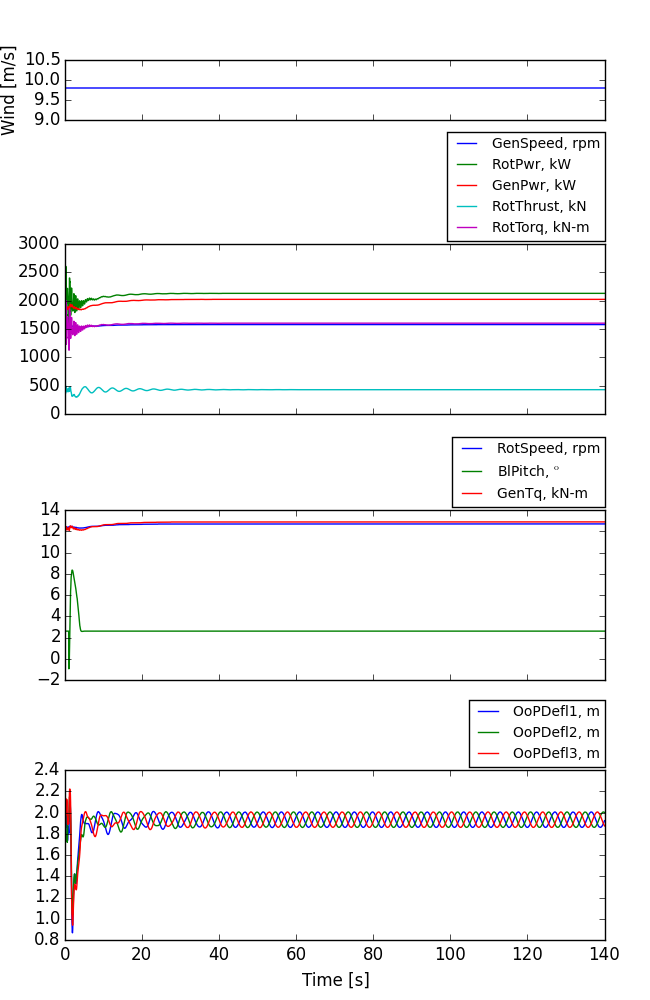 Wind [m/s]
10.5
10.0
9.5
9.0
GenSpeed, rpm
RotPwr, kW
GenPwr, kW
RotThrust, kN
RotTorq, kN-m
3000
2500
2000
1500
1000
500
0
RotSpeed, rpm
BlPitch, °
GenTq, kN-m
14
12
10
8
6
4
2
0
−2
OoPDefl1, m
OoPDefl2, m
OoPDefl3, m
2.4
2.2
2.0
1.8
1.6
1.4
1.2
1.0
0.8
0 20 40 60 80 100 120 140
Time [s]